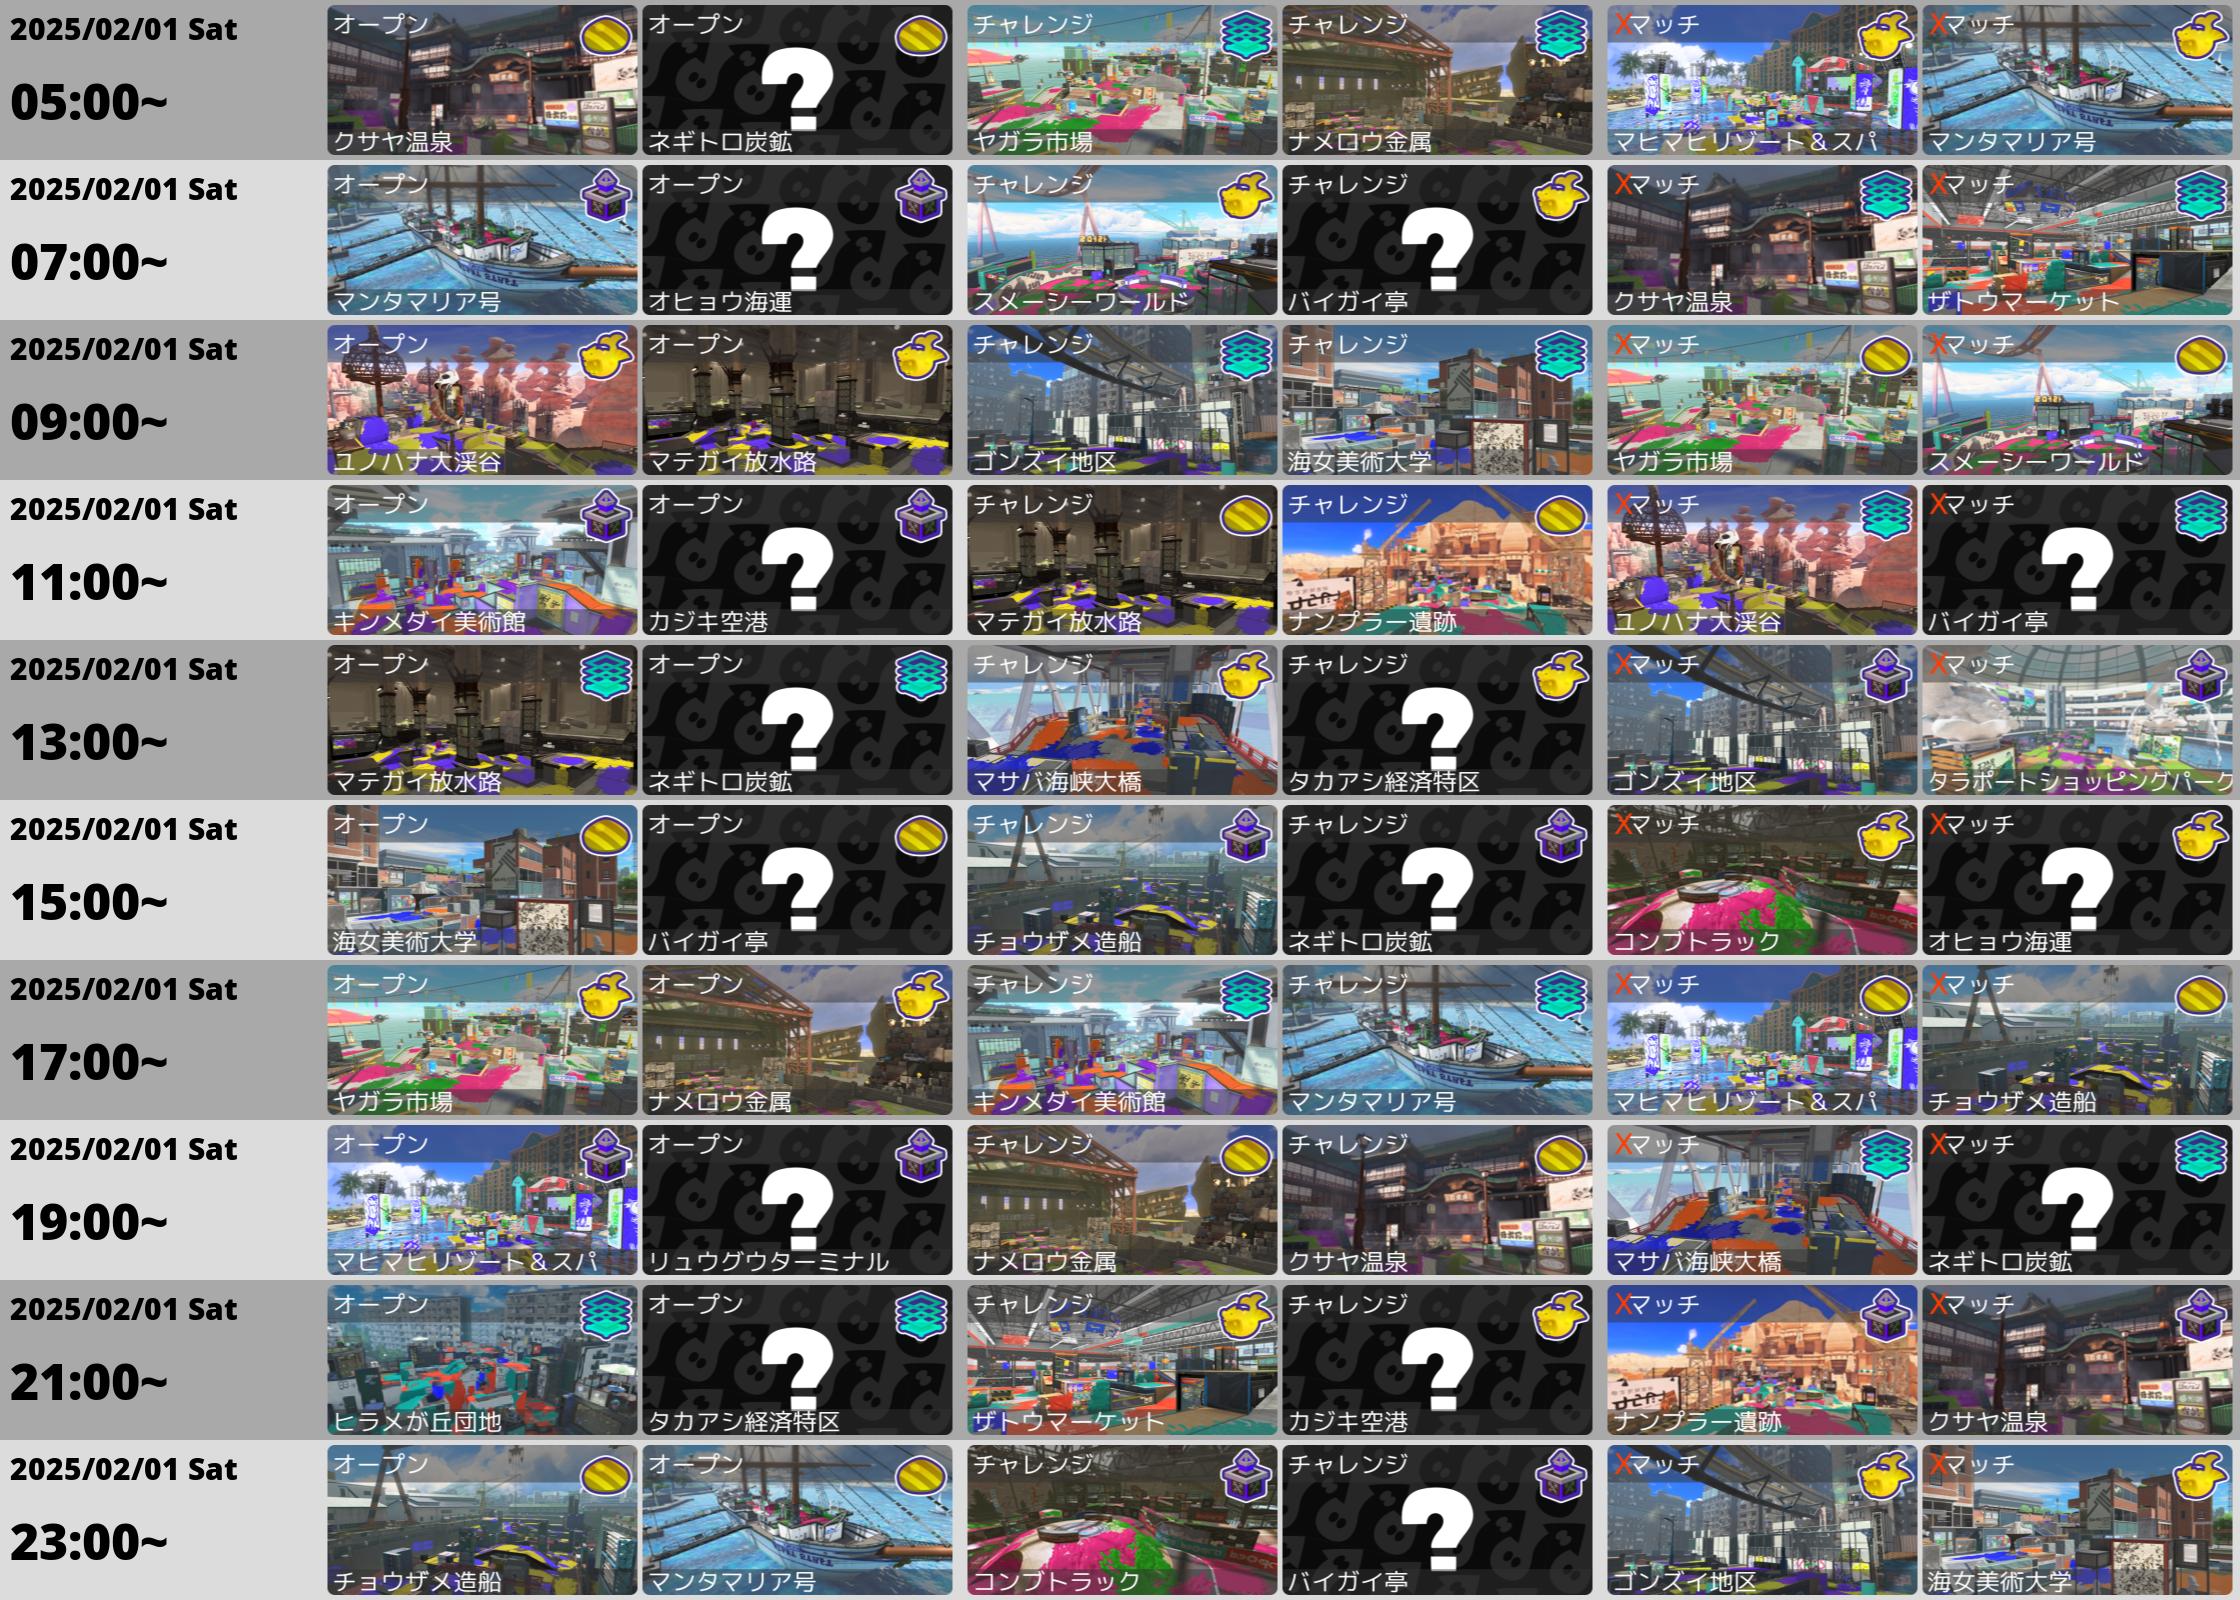 2025/02/01 Sat
05:00~
オープン
クサヤ温泉
オープン
ネギトロ炭鉱
チャレンジ
ヤガラ市場
チャレンジ
ナメロウ金属
Xマッチ
マヒマヒリゾート＆スパ
Xマッチ
マンタマリア号
2025/02/01 Sat
07:00~
オープン
マンタマリア号
オープン
オヒョウ海運
チャレンジ
スメーシーワールド
チャレンジ
バイガイ亭
Xマッチ
クサヤ温泉
Xマッチ
ザトウマーケット
2025/02/01 Sat
09:00~
オープン
ユノハナ大渓谷
オープン
マテガイ放水路
チャレンジ
ゴンズイ地区
チャレンジ
海女美術大学
Xマッチ
ヤガラ市場
Xマッチ
スメーシーワールド
2025/02/01 Sat
11:00~
オープン
キンメダイ美術館
オープン
カジキ空港
チャレンジ
マテガイ放水路
チャレンジ
ナンプラー遺跡
Xマッチ
ユノハナ大渓谷
Xマッチ
バイガイ亭
2025/02/01 Sat
13:00~
オープン
マテガイ放水路
オープン
ネギトロ炭鉱
チャレンジ
マサバ海峡大橋
チャレンジ
タカアシ経済特区
Xマッチ
ゴンズイ地区
Xマッチ
タラポートショッピングパーク
2025/02/01 Sat
15:00~
オープン
海女美術大学
オープン
バイガイ亭
チャレンジ
チョウザメ造船
チャレンジ
ネギトロ炭鉱
Xマッチ
コンブトラック
Xマッチ
オヒョウ海運
2025/02/01 Sat
17:00~
オープン
ヤガラ市場
オープン
ナメロウ金属
チャレンジ
キンメダイ美術館
チャレンジ
マンタマリア号
Xマッチ
マヒマヒリゾート＆スパ
Xマッチ
チョウザメ造船
2025/02/01 Sat
19:00~
オープン
マヒマヒリゾート＆スパ
オープン
リュウグウターミナル
チャレンジ
ナメロウ金属
チャレンジ
クサヤ温泉
Xマッチ
マサバ海峡大橋
Xマッチ
ネギトロ炭鉱
2025/02/01 Sat
21:00~
オープン
ヒラメが丘団地
オープン
タカアシ経済特区
チャレンジ
ザトウマーケット
チャレンジ
カジキ空港
Xマッチ
ナンプラー遺跡
Xマッチ
クサヤ温泉
2025/02/01 Sat
23:00~
オープン
チョウザメ造船
オープン
マンタマリア号
チャレンジ
コンブトラック
チャレンジ
バイガイ亭
Xマッチ
ゴンズイ地区
Xマッチ
海女美術大学